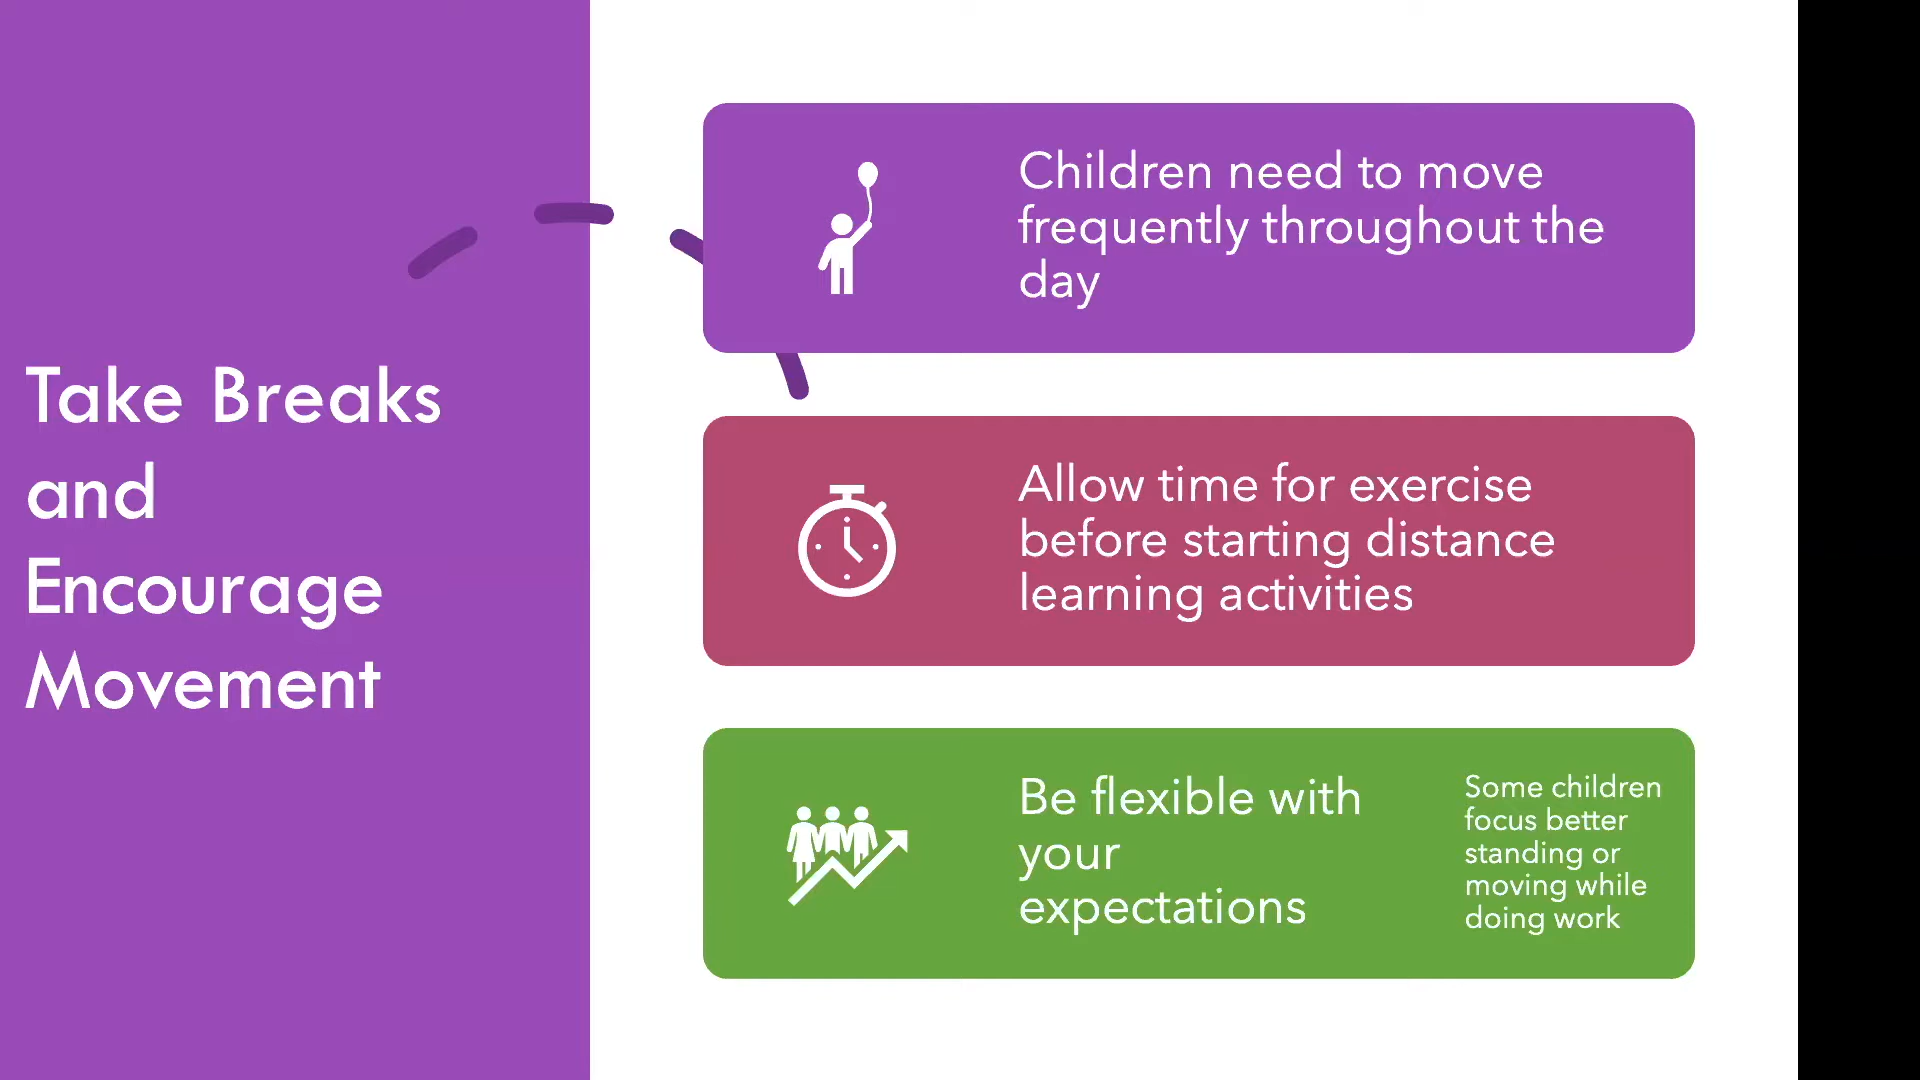 Take Breaks
and
Encourage
Movement
Children need to move
frequently throughout the
day
Allow time for exercise
before starting distance
learning activities
Be flexible with
your
expectations
Some children
focus better
standing or
moving while
doing work